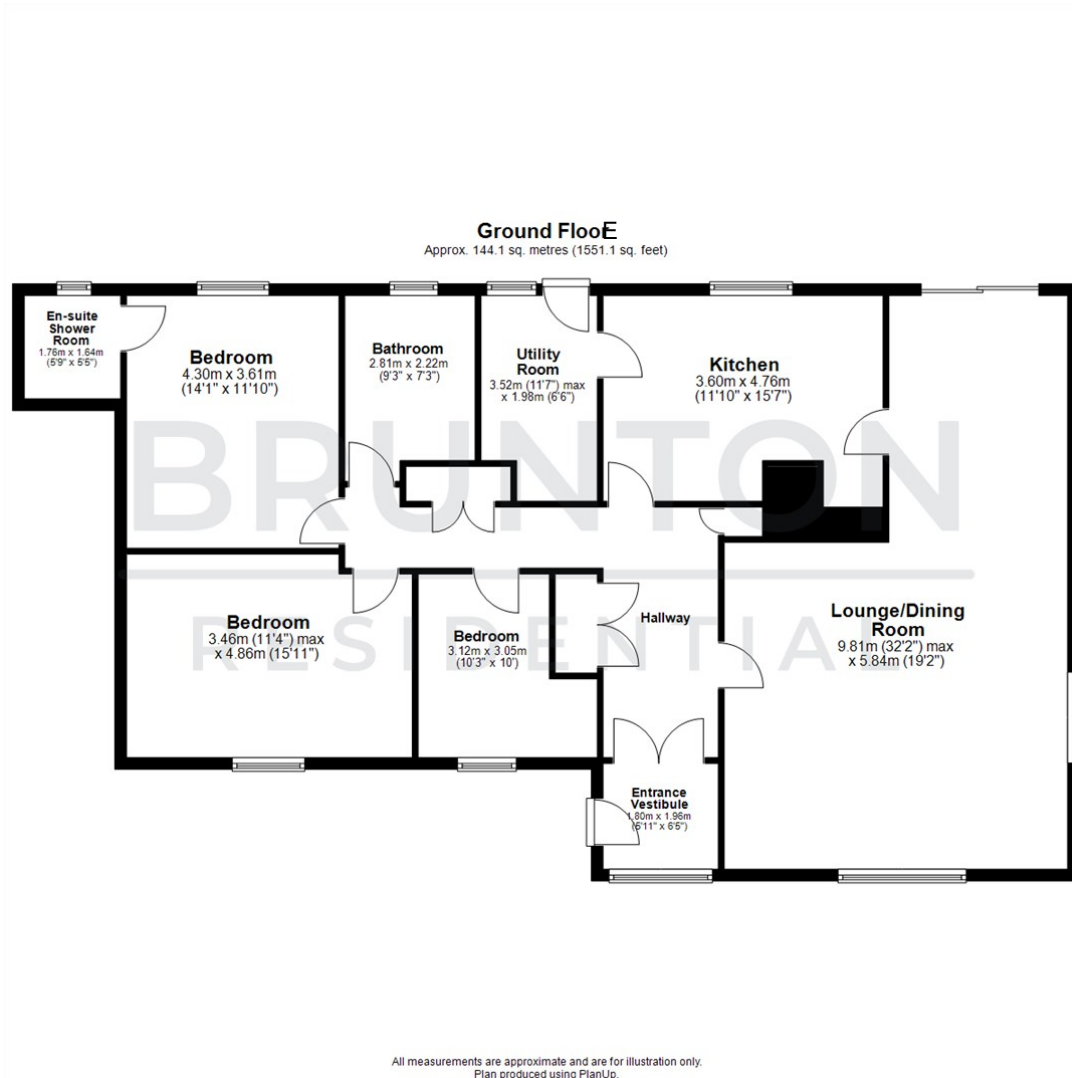 Ground FloorE
Approx. 144.1 sq. metres (1551.1 sq. feet)
En-suite
Shower
Room
1.76m x 1.64m
(5'9" x 5'5")
Bedroom
4.30m x 3.61m
(14'1" x 11'10")
Bathroom
2.81m x 2.22m
(9'3" x 7'3")
Utility
Room
3.52m (11'7") max
x 1.98m (6'6")
Kitchen
3.60m x 4.76m
(11'10" x 15'7")
BRUNTON
RESIDENTIAL
Bedroom
3.46m (11'4") max
x 4.86m (15'11")
Bedroom
3.12m x 3.05m
(10'3" x 10')
Hallway
Lounge/Dining
Room
9.81m (32'2") max
x 5.84m (19'2")
Entrance
Vestibule
1.80m x 1.96m
(5'11" x 6'5")
All measurements are approximate and are for illustration only.
Plan produced using PlanUp.